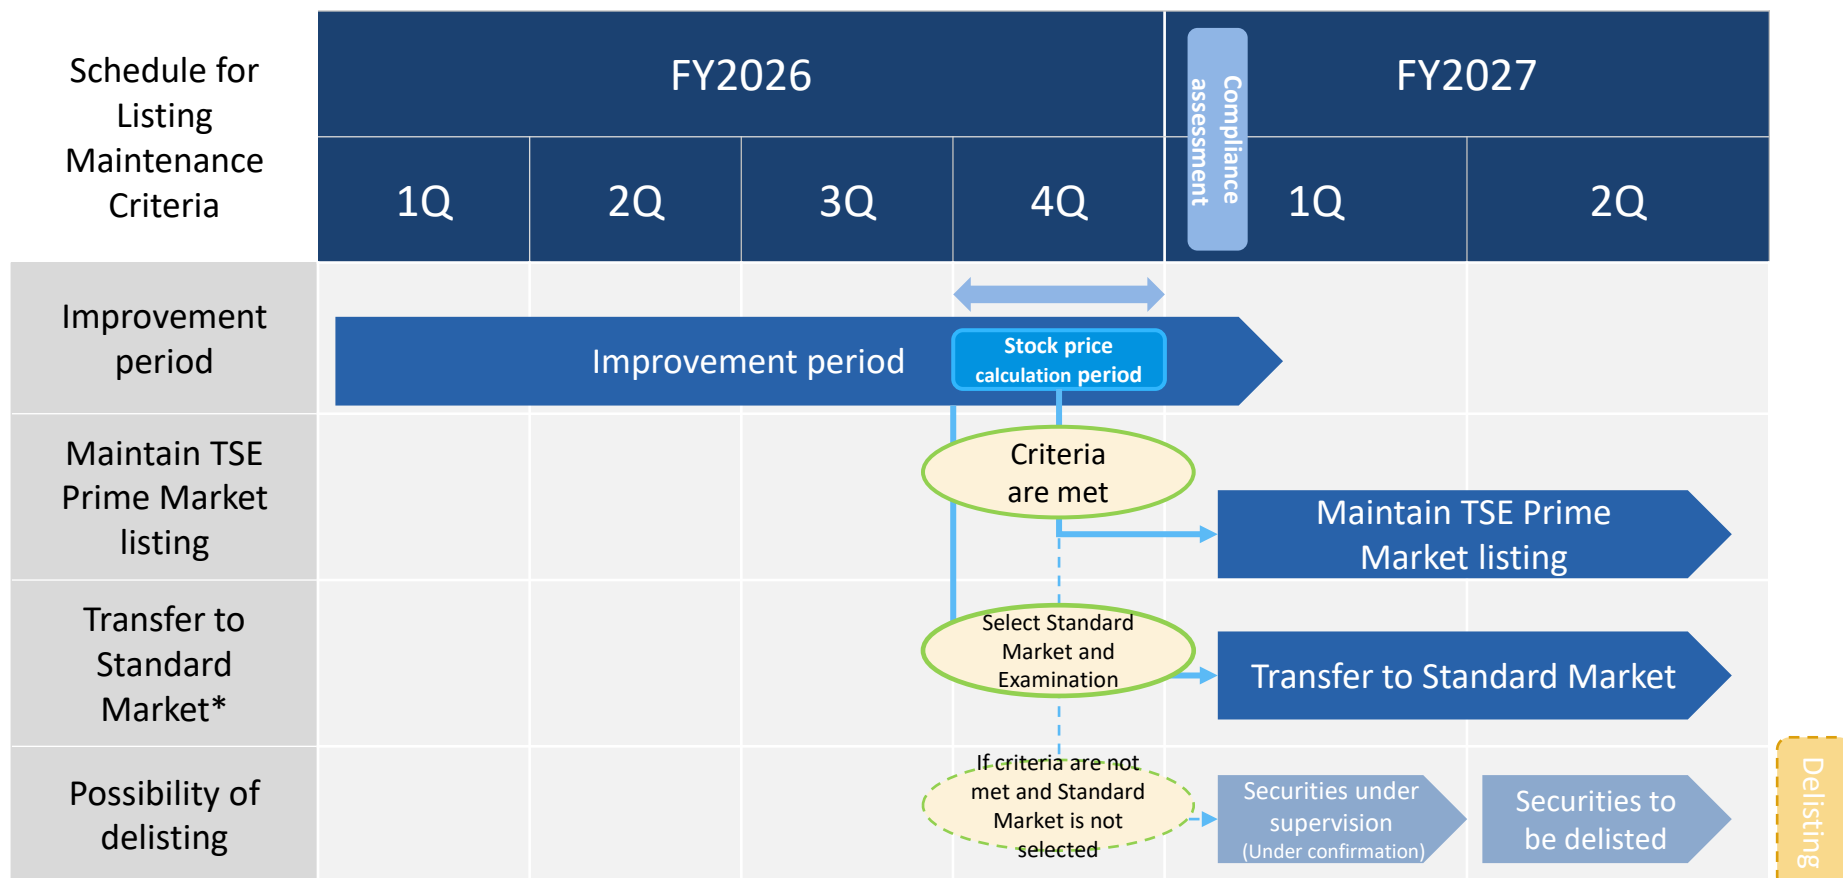 Schedule for
Listing
Maintenance
Criteria
FY2026
Compliance
assessment
FY2027
1Q
2Q
3Q
4Q
1Q
2Q
Improvement
period
Improvement period
Stock price
calculation period
Maintain TSE
Prime Market
listing
Criteria
are met
Maintain TSE Prime
Market listing
Transfer to
Standard
Market*
Select Standard
Market and
Examination
Transfer to Standard Market
Possibility of
delisting
If criteria are not
met and Standard
Market is not
selected
Securities under
supervision
(Under confirmation)
Securities to
be delisted
Delisting